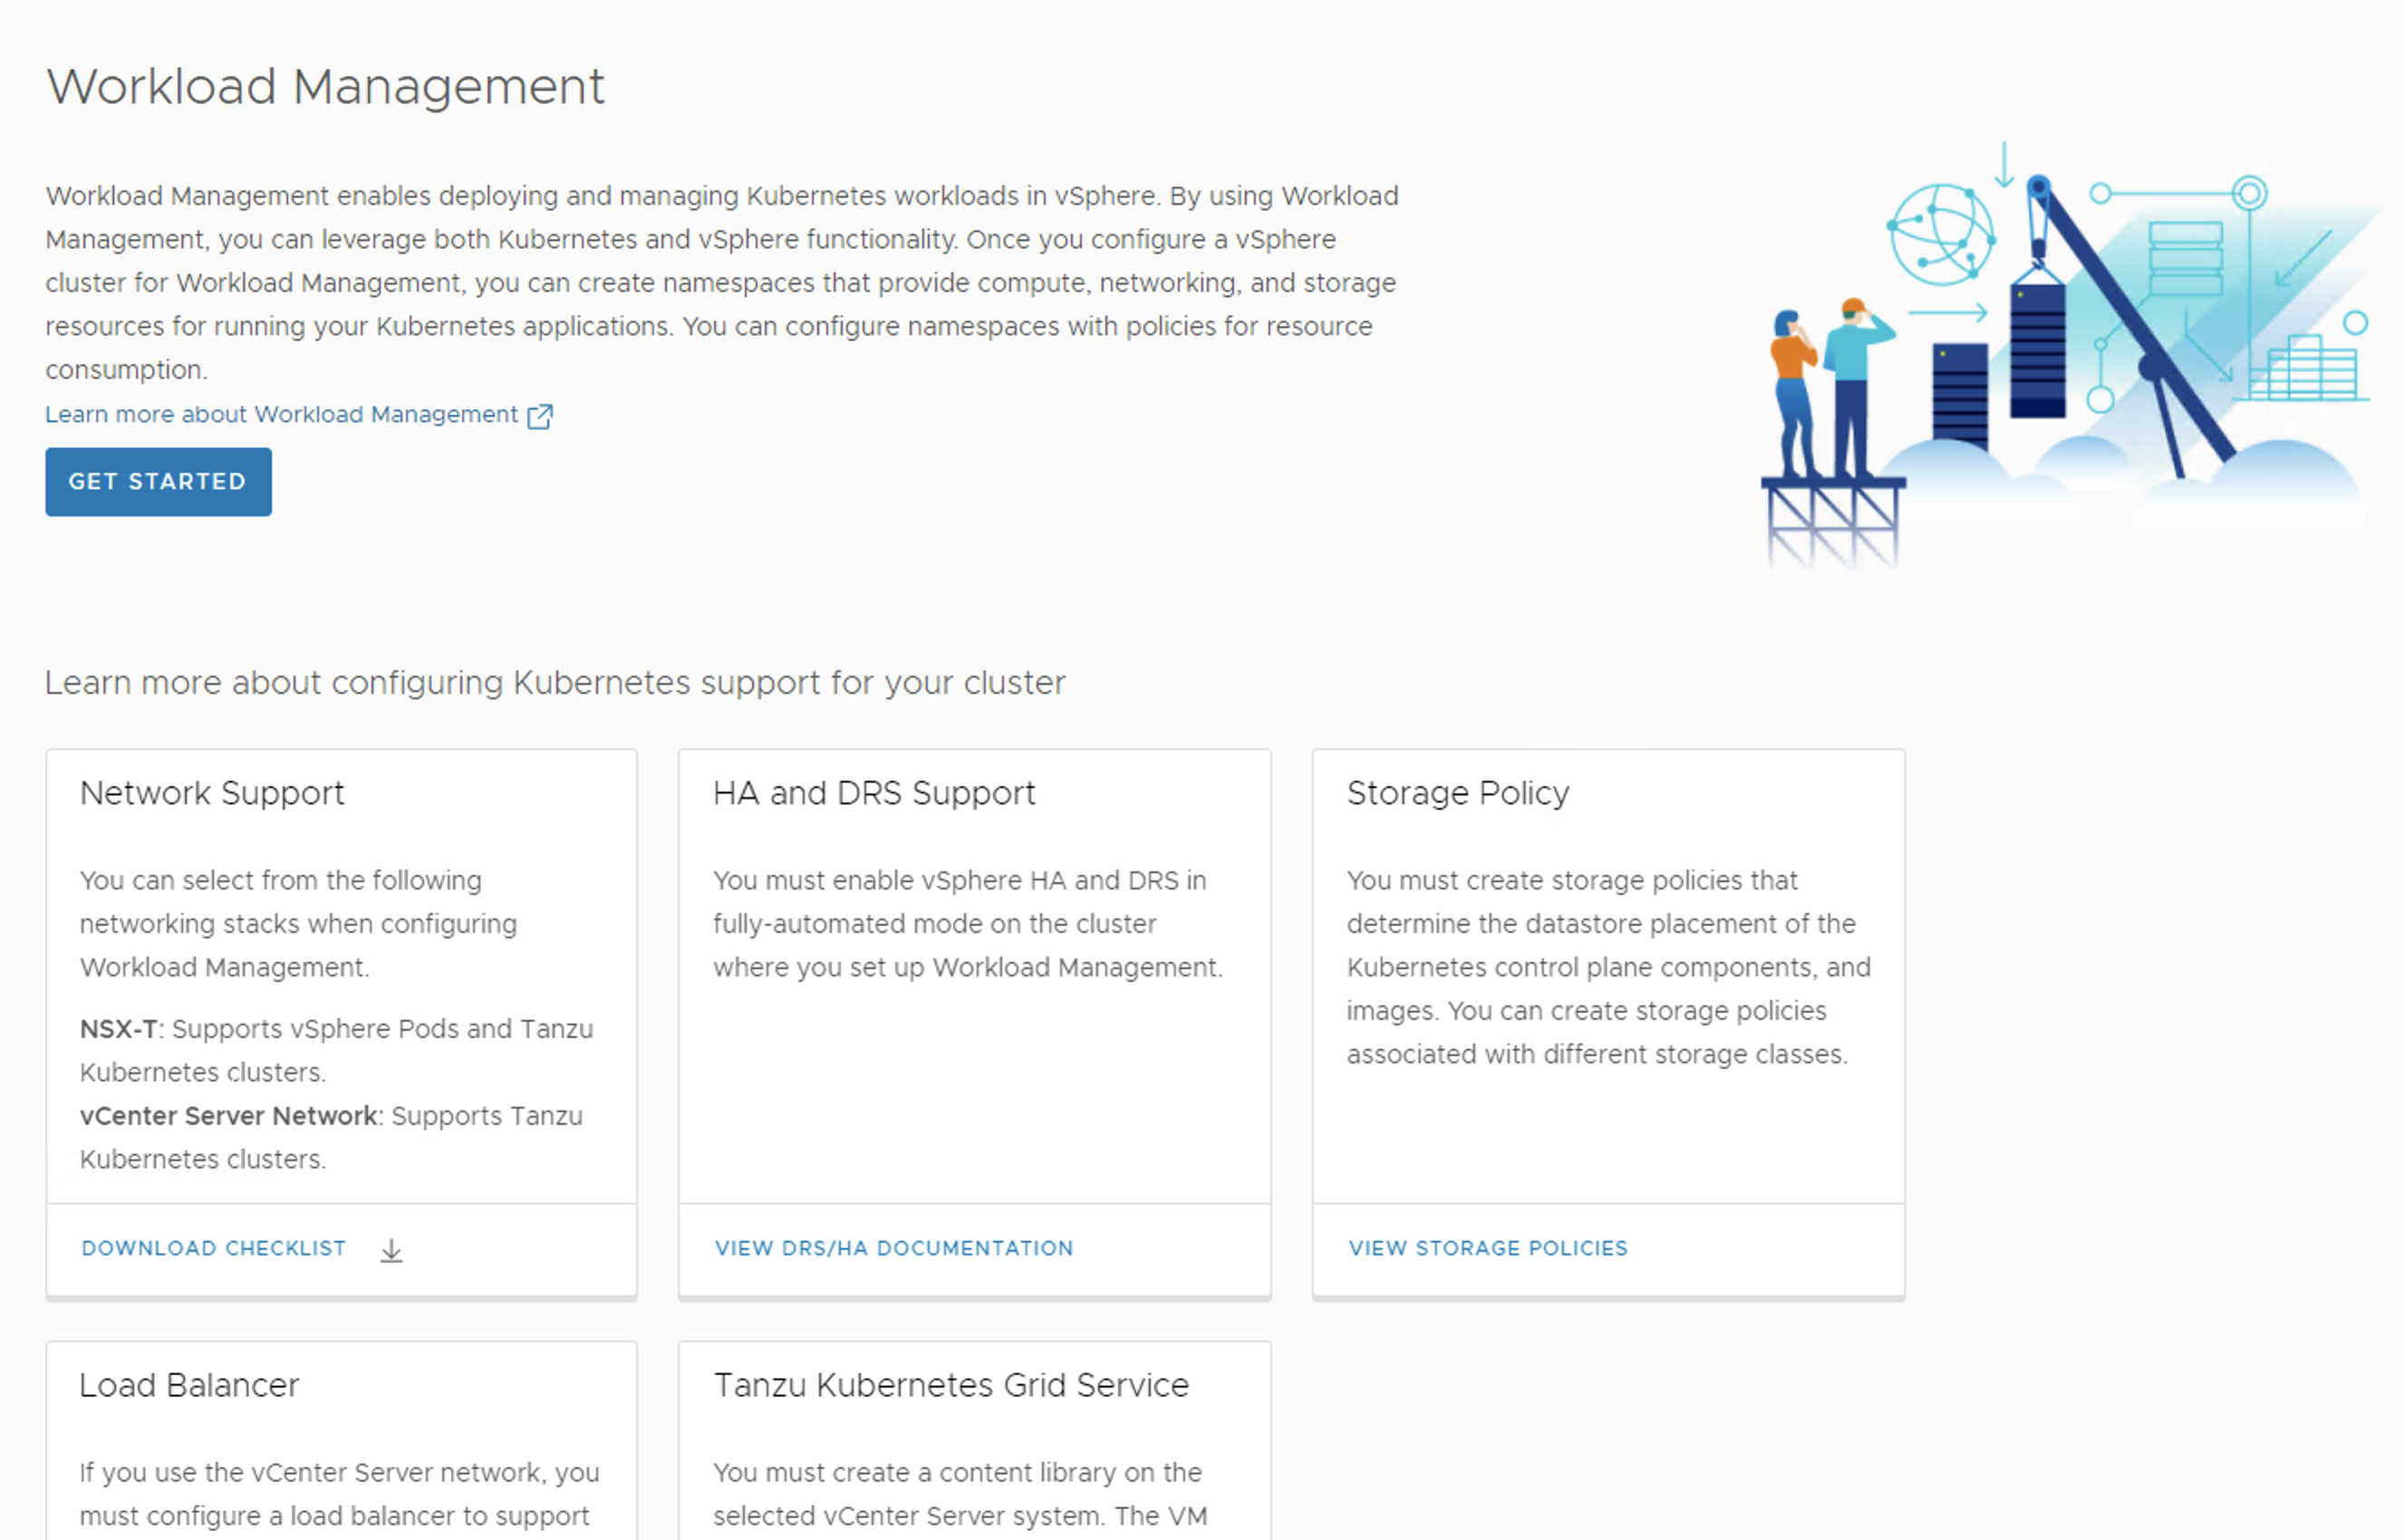 Workload Management
Workload Management enables deploying and managing Kubernetes workloads in vSphere. By using Workload
Management, you can leverage both Kubernetes and vSphere functionality. Once you configure a vSphere
cluster for Workload Management, you can create namespaces that provide compute, networking, and storage
resources for running your Kubernetes applications. You can configure namespaces with policies for resource
consumption.
Learn more about Workload Management
GET STARTED
Learn more about configuring Kubernetes support for your cluster
Network Support
You can select from the following
networking stacks when configuring
Workload Management.
NSX-T: Supports vSphere Pods and Tanzu
Kubernetes clusters.
vCenter Server Network: Supports Tanzu
Kubernetes clusters.
DOWNLOAD CHECKLIST
HA and DRS Support
You must enable vSphere HA and DRS in
fully-automated mode on the cluster
where you set up Workload Management.
VIEW DRS/HA DOCUMENTATION
Storage Policy
You must create storage policies that
determine the datastore placement of the
Kubernetes control plane components, and
images. You can create storage policies
associated with different storage classes.
VIEW STORAGE POLICIES
Load Balancer
If you use the vCenter Server network, you
must configure a load balancer to support
Tanzu Kubernetes Grid Service
You must create a content library on the
selected vCenter Server system. The VM